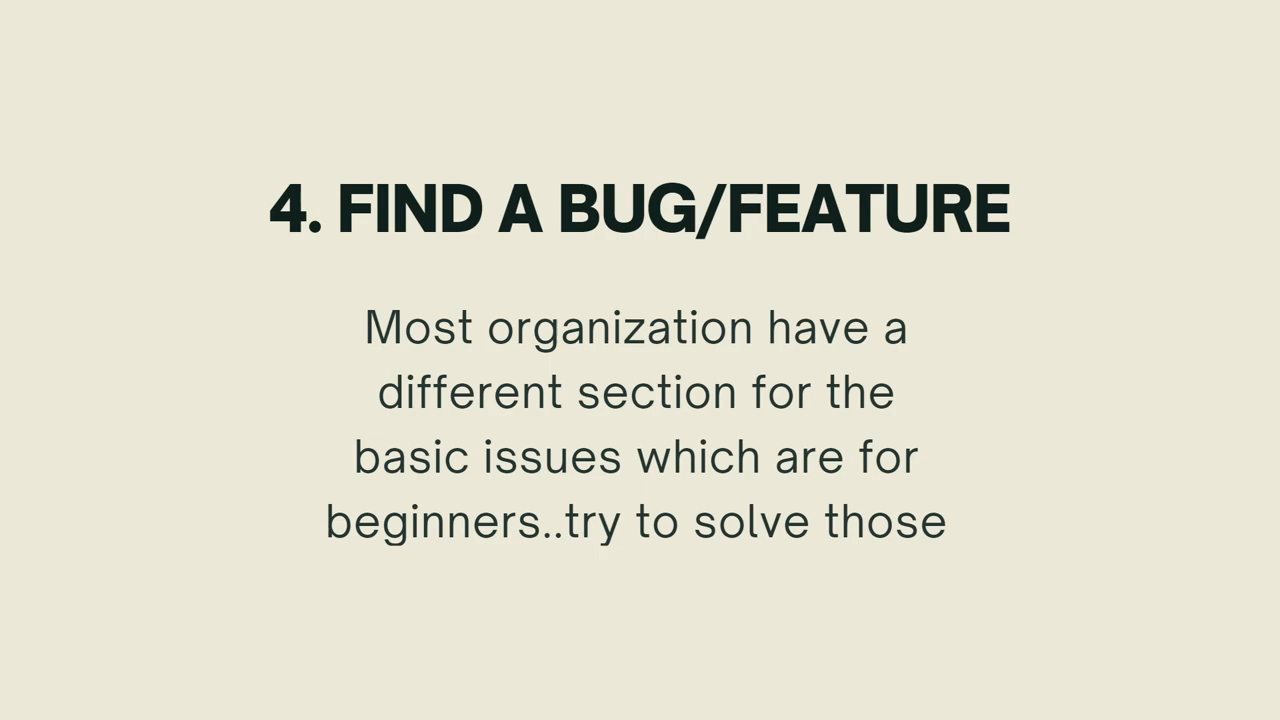 4. FIND A BUG/FEATURE
Most organization have a
different section for the
basic issues which are for
beginners..try to solve those